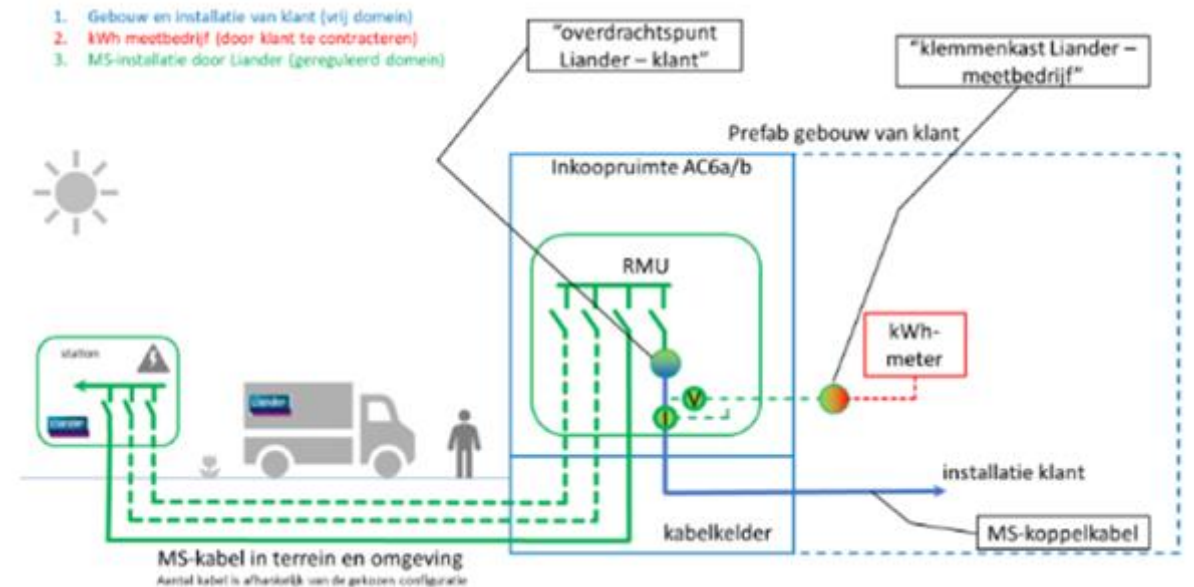 1. Gebouw en installatie van klant (vrij domein)
2. kWh meetbedrijf (door klant te contracteren)
3. MS-installatie door Liander (gereguleerd domein)
"overdrachtspunt
Liander – klant"
"klemmenkast Liander –
meetbedrijf"
Prefab gebouw van klant
Inkoopruimte AC6a/b
RMU
kWh-
meter
station
Liander
Liander
V
I
installatie klant
kabelkelder
MS-koppelkabel
MS-kabel in terrein en omgeving
Aantal kabel is afhankelijk van de gekozen configuratie